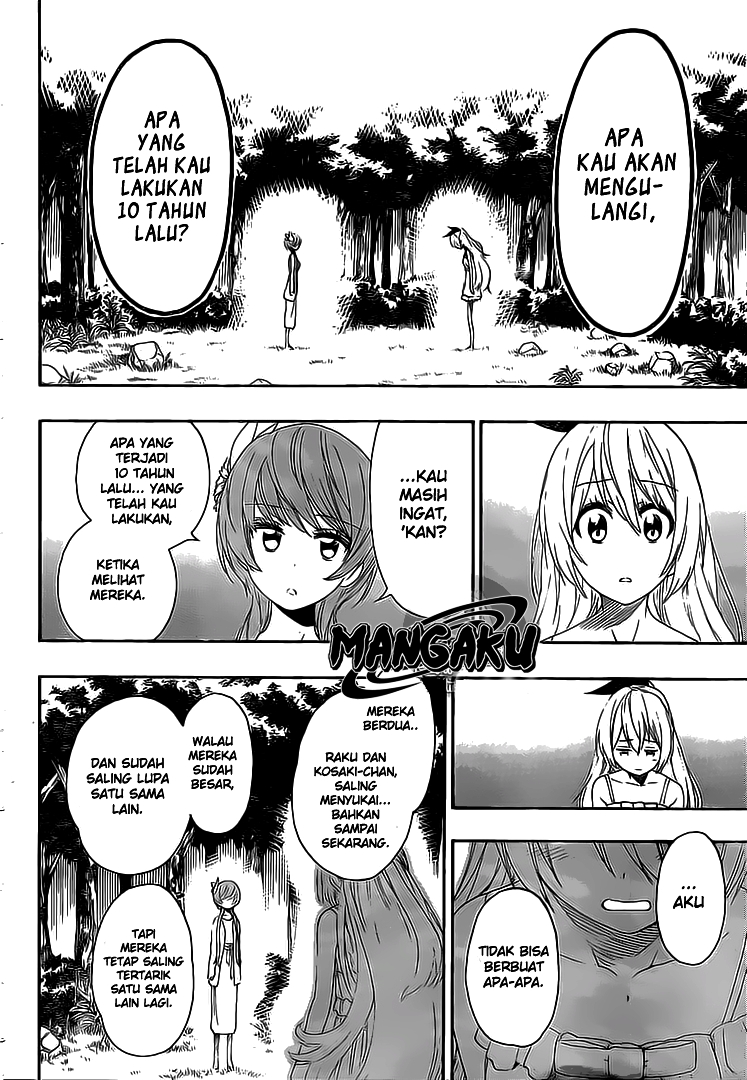 APA
KAU AKAN
MENGU-
LANGI,
APA
YANG
TELAH KAU
LAKUKAN
10 TAHUN
LALU?
...KAU
MASIH
INGAT,
'KAN?
APA YANG
TERJADI
10 TAHUN
LALU... YANG
TELAH KAU
LAKUKAN,
KETIKA
MELIHAT
MEREKA.
MANGAKU
...
AKU
TIDAK BISA
BERBUAT
APA-APA.
MEREKA
BERDUA..
RAKU DAN
KOSAKI-CHAN,
SALING
MENYUKAI...
BAHKAN
SAMPAI
SEKARANG.
WALAU
MEREKA
SUDAH
BESAR,
DAN SUDAH
SALING LUPA
SATU SAMA
LAIN.
TAPI
MEREKA
TETAP SALING
TERTARIK
SATU SAMA
LAIN LAGI.